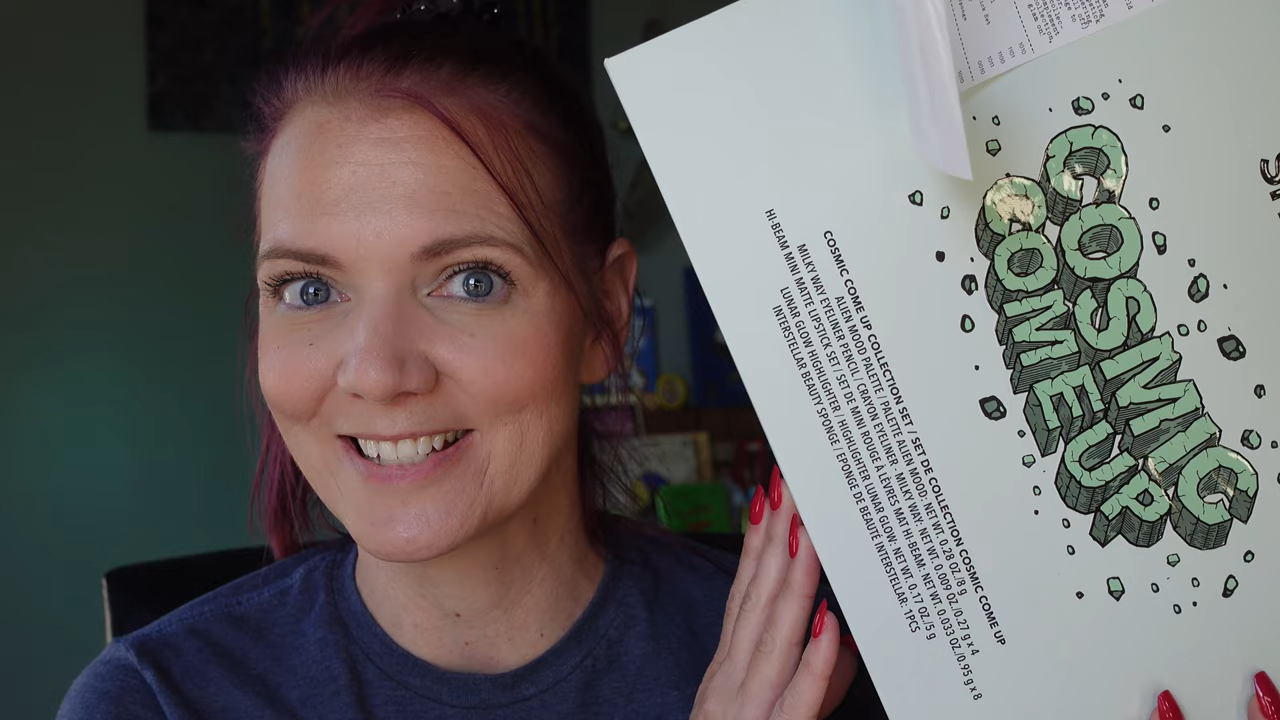 COSMIC
COME UP
COSMIC COME UP COLLECTION SET / SET DE COLLECTION COSMIC COME UP
ALIEN MOOD PALETTE / PALETTE ALIEN MOOD: NET WT. 0.28 OZ./8 g
MILKY WAY EYELINER PENCIL / CRAYON EYELINER - MILKY WAY: NET WT. 0.009 OZ./0.27 g x 4
HI-BEAM MINI MATTE LIPSTICK SET / SET DE MINI ROUGE À LÈVRES MAT HI-BEAM: NET WT. 0.033 OZ./0.95 g x 8
LUNAR GLOW HIGHLIGHTER / HIGHLIGHTER LUNAR GLOW: NET WT. 0.17 OZ./5 g
INTERSTELLAR BEAUTY SPONGE / EPONGE DE BEAUTÉ INTERSTELLAR: 1PCS